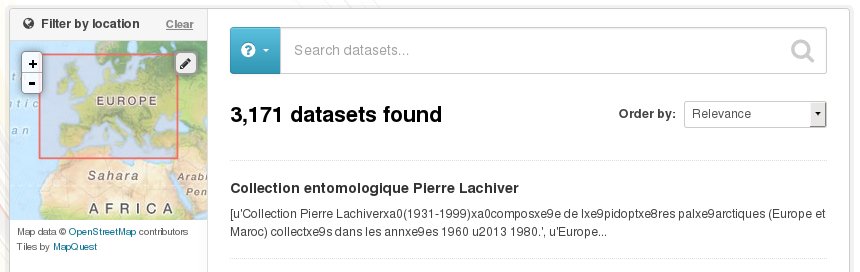 Filter by location Clear
Search datasets...
+
-
EUROPE
Sahara
Arabian
AFRICA
Map data © OpenStreetMap contributors
Tiles by MapQuest
3,171 datasets found
Order by: Relevance
Collection entomologique Pierre Lachiver
[u'Collection Pierre Lachiverxa0(1931-1999)xa0composxe9e de lxe9pidoptxe8res palxe9arctiques (Europe et
Maroc) collectxe9s dans les annxe9es 1960 u2013 1980.', u'Europe...